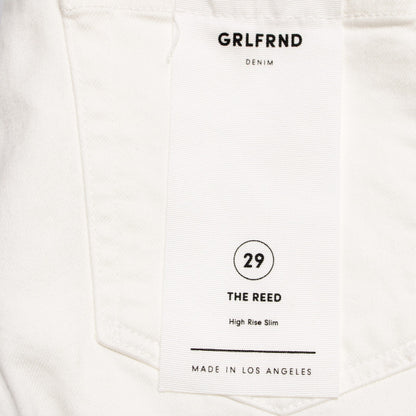 GRLFRND
DENIM
29
THE REED
High Rise Slim
MADE IN LOS ANGELES